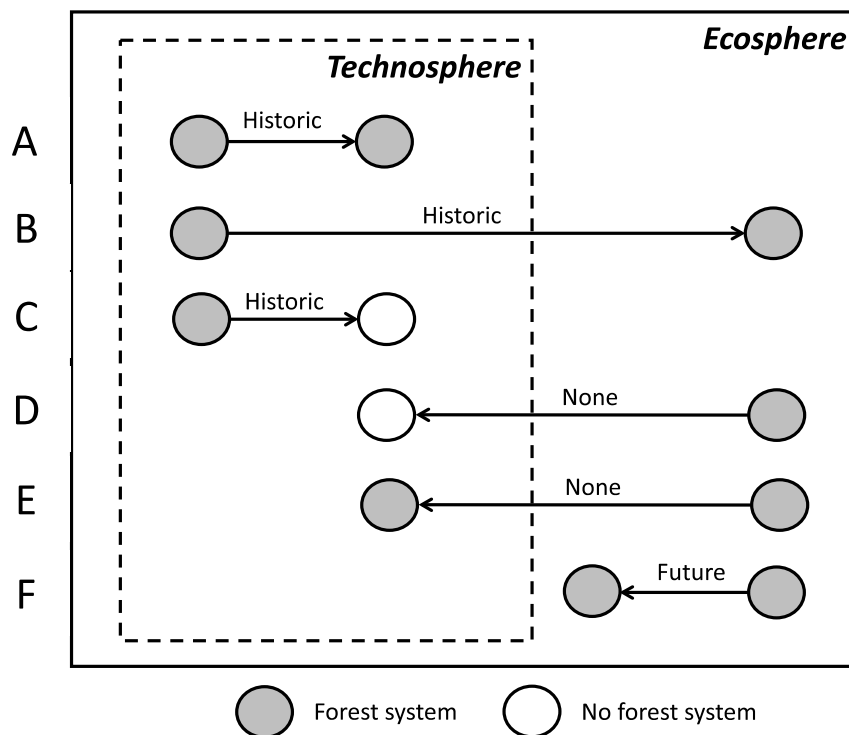 Ecosphere
Technosphere
A
Historic
B
Historic
C
Historic
D
None
E
None
F
Future
Forest system
No forest system